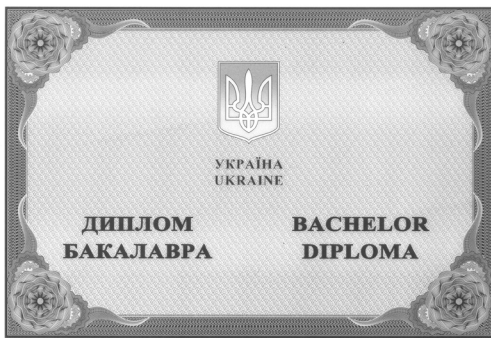 УКРАЇНА
UKRAINE
ДИПЛОМ
БАКАЛАВРА
BACHELOR
DIPLOMA